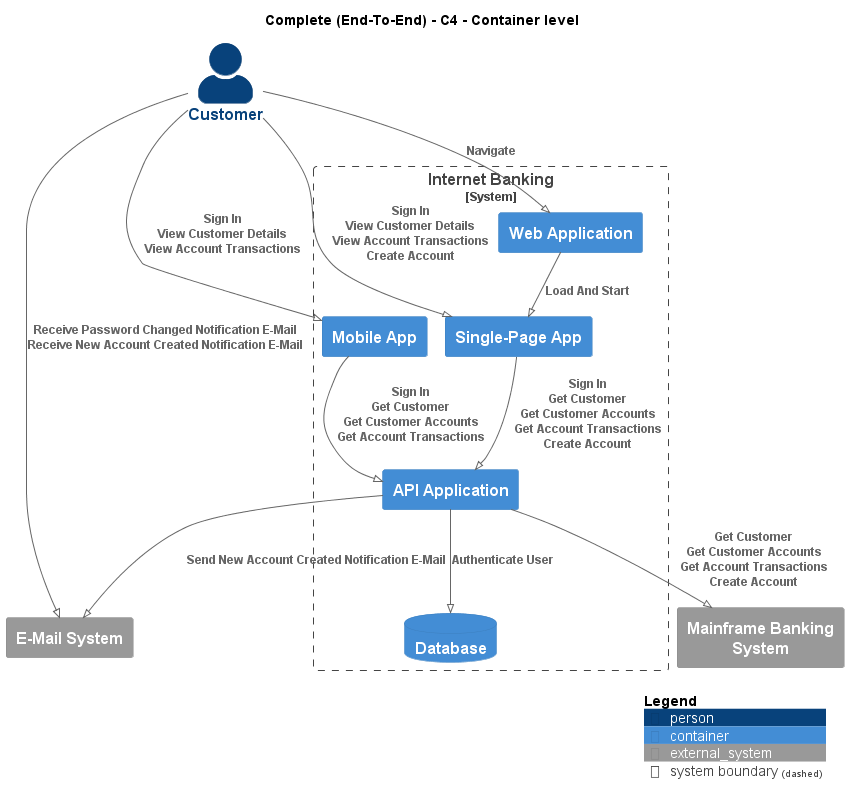 Complete (End-To-End) - C4 - Container level
Customer
Navigate
Internet Banking
[System]
Sign In
View Customer Details
View Account Transactions
Sign In
View Customer Details
View Account Transactions
Create Account
Web Application
Load And Start
Receive Password Changed Notification E-Mail
Receive New Account Created Notification E-Mail
Mobile App
Single-Page App
Sign In
Get Customer
Get Customer Accounts
Get Account Transactions
Sign In
Get Customer
Get Customer Accounts
Get Account Transactions
Create Account
API Application
Send New Account Created Notification E-Mail
Authenticate User
Get Customer
Get Customer Accounts
Get Account Transactions
Create Account
E-Mail System
Database
Mainframe Banking
System
Legend
person
container
external_system
system boundary (dashed)